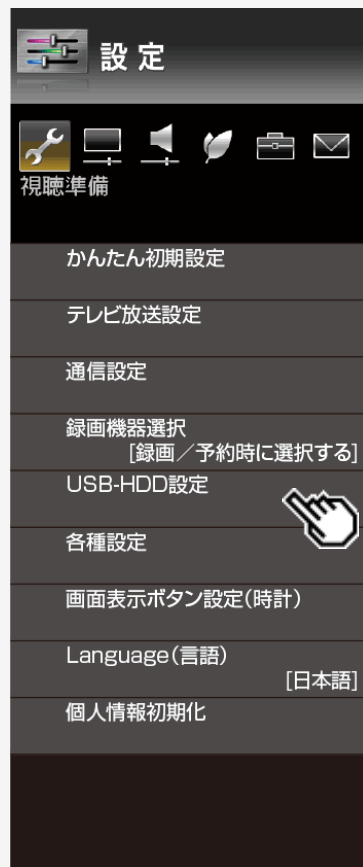 設定
視聴準備
かんたん初期設定
テレビ放送設定
通信設定
録画機器選択
[録画／予約時に選択する]
USB-HDD設定
各種設定
画面表示ボタン設定(時計)
Language(言語)
[日本語]
個人情報初期化